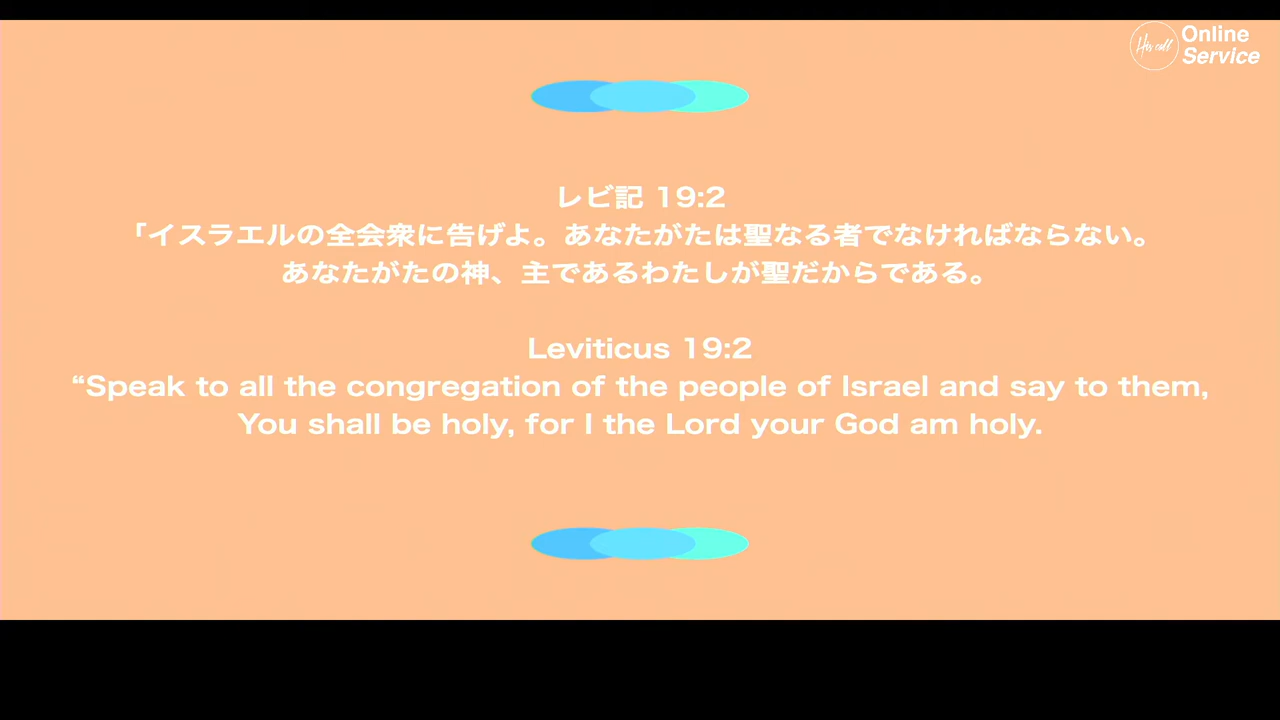 His call
Online
Service
レビ記 19:2
「イスラエルの全会衆に告げよ。あなたがたは聖なる者でなければならない。
あなたがたの神、主であるわたしが聖だからである。
Leviticus 19:2
“Speak to all the congregation of the people of Israel and say to them,
You shall be holy, for I the Lord your God am holy.